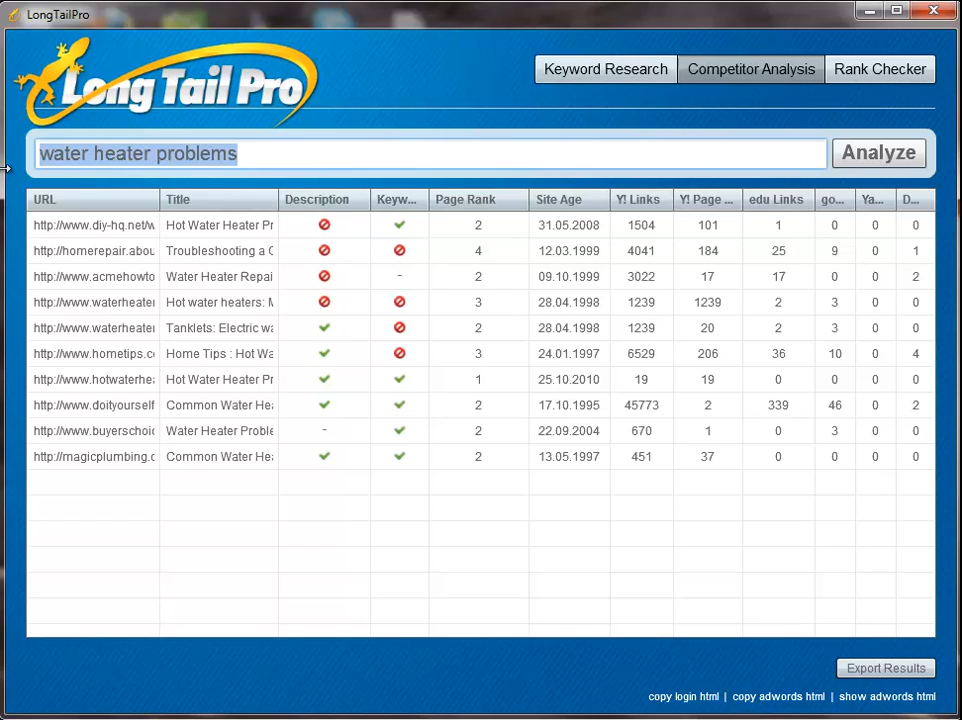 LongTailPro
Long Tail Pro
Keyword Research Competitor Analysis Rank Checker
water heater problems Analyze
URL Title Description Keyw... Page Rank Site Age Y! Links Y! Page ... edu Links go... Ya... D...
http://www.diy-hq.net/w Hot Water Heater Pr 2 31.05.2008 1504 101 1 0 0 0
http://homerepair.abou Troubleshooting a G 4 12.03.1999 4041 184 25 9 0 1
http://www.acmehowto Water Heater Repai - 2 09.10.1999 3022 17 17 0 0 2
http://www.waterheater Hot water heaters: M 3 28.04.1998 1239 1239 2 3 0 0
http://www.waterheater Tanklets: Electric wa 2 28.04.1998 1239 20 2 3 0 0
http://www.hometips.co Home Tips : Hot Wa 3 24.01.1997 6529 206 36 10 0 4
http://www.hotwaterhea Hot Water Heater Pr 1 25.10.2010 19 19 0 0 0 0
http://www.doityourself Common Water Hea 2 17.10.1995 45773 2 339 46 0 2
http://www.buyerschoic Water Heater Proble - 2 22.09.2004 670 1 0 3 0 0
http://magicplumbing.c Common Water Hea 2 13.05.1997 451 37 0 0 0 0
Export Results
copy login html | copy adwords html | show adwords html